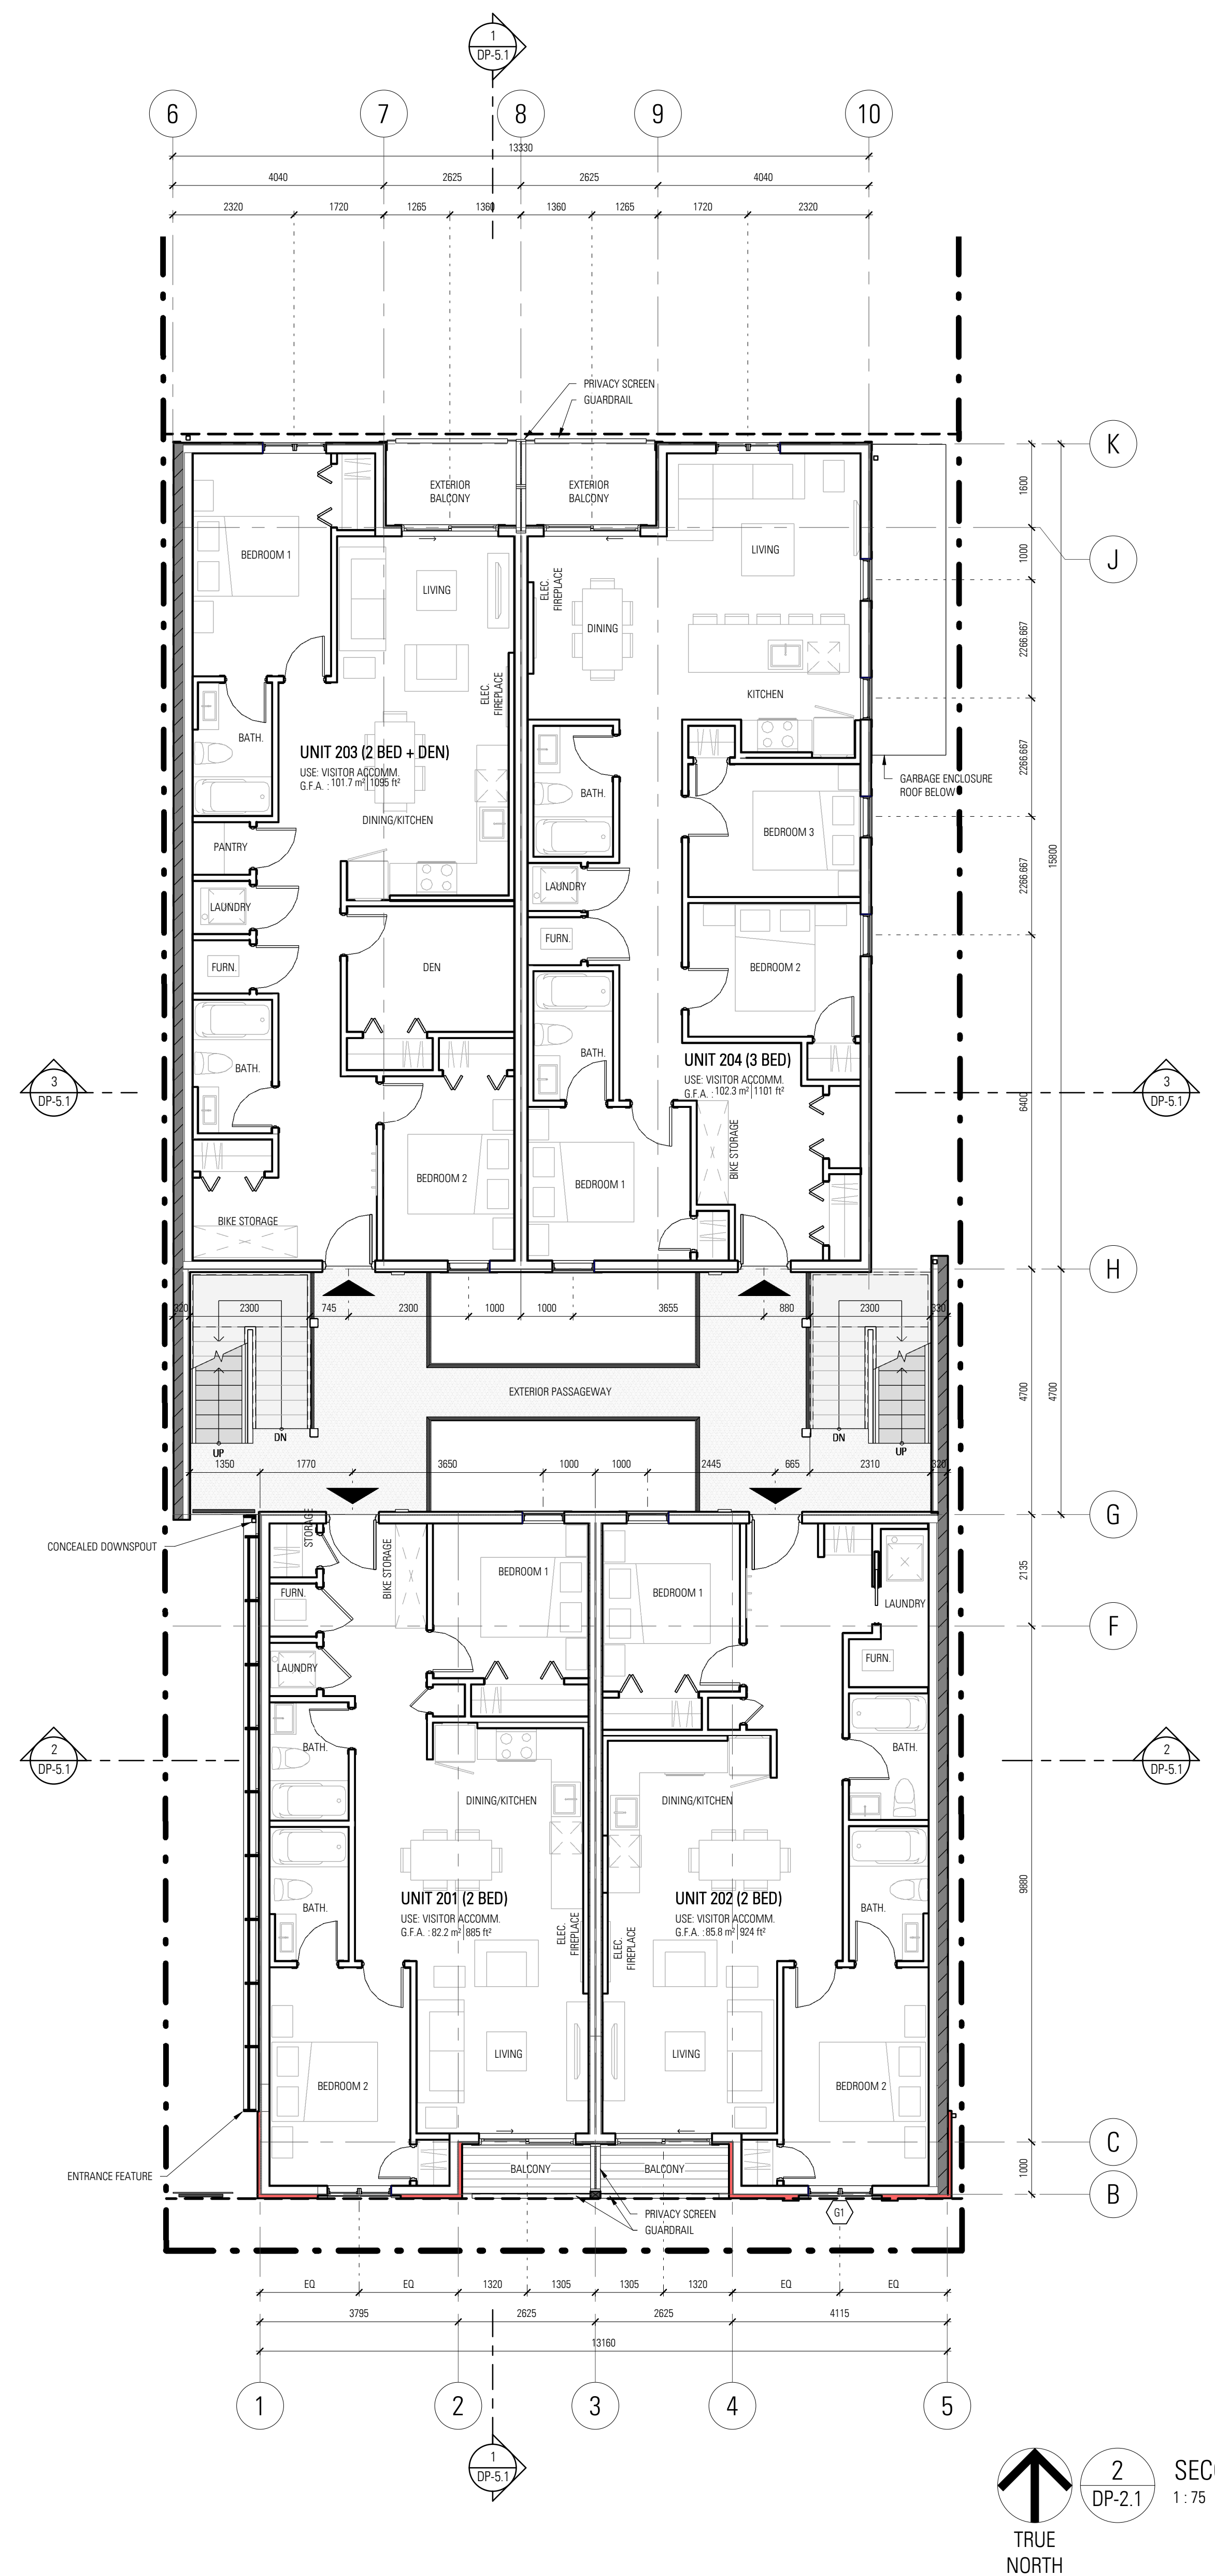 1
DP-5.1
6
7
8
9
10
13330
4040
2625
2625
4040
2320
1720
1265
1360
1360
1265
1720
2320
PRIVACY SCREEN
GUARDRAIL
K
EXTERIOR
BALCONY
EXTERIOR
BALCONY
1600
BEDROOM 1
LIVING
LIVING
1000
J
ELEC.
FIREPLACE
DINING
2266.667
KITCHEN
ELEC.
FIREPLACE
BATH.
UNIT 203 (2 BED + DEN)
USE: VISITOR ACCOMM.
G.F.A. : 101.7 m² 1095 ft²
DINING/KITCHEN
BATH.
2266.667
GARBAGE ENCLOSURE
ROOF BELOW
BEDROOM 3
PANTRY
LAUNDRY
LAUNDRY
2266.667
15800
FURN.
FURN.
DEN
BEDROOM 2
BATH.
BATH.
UNIT 204 (3 BED)
USE: VISITOR ACCOMM.
G.F.A. : 102.3 m² 1101 ft²
3
DP-5.1
3
DP-5.1
6400
BIKE STORAGE
BEDROOM 2
BEDROOM 1
BIKE STORAGE
H
320
2300
745
2300
1000
1000
3655
880
2300
330
EXTERIOR PASSAGEWAY
4700
4700
UP
DN
DN
UP
1350
1770
3650
1000
1000
2445
665
2310
320
G
CONCEALED DOWNSPOUT
STORAGE
BIKE STORAGE
BEDROOM 1
BEDROOM 1
2135
FURN.
LAUNDRY
F
LAUNDRY
FURN.
BATH.
BATH.
2
DP-5.1
2
DP-5.1
DINING/KITCHEN
DINING/KITCHEN
UNIT 201 (2 BED)
USE: VISITOR ACCOMM.
G.F.A. : 82.2 m² 885 ft²
UNIT 202 (2 BED)
USE: VISITOR ACCOMM.
G.F.A. : 85.8 m² 924 ft²
BATH.
BATH.
9880
ELEC.
FIREPLACE
ELEC.
FIREPLACE
LIVING
LIVING
BEDROOM 2
BEDROOM 2
C
ENTRANCE FEATURE
BALCONY
BALCONY
1000
B
PRIVACY SCREEN
GUARDRAIL
G1
EQ
EQ
1320
1305
1305
1320
EQ
EQ
3795
2625
2625
4115
13160
1
2
3
4
5
1
DP-5.1
2
DP-2.1
SEC
1 : 75
TRUE
NORTH